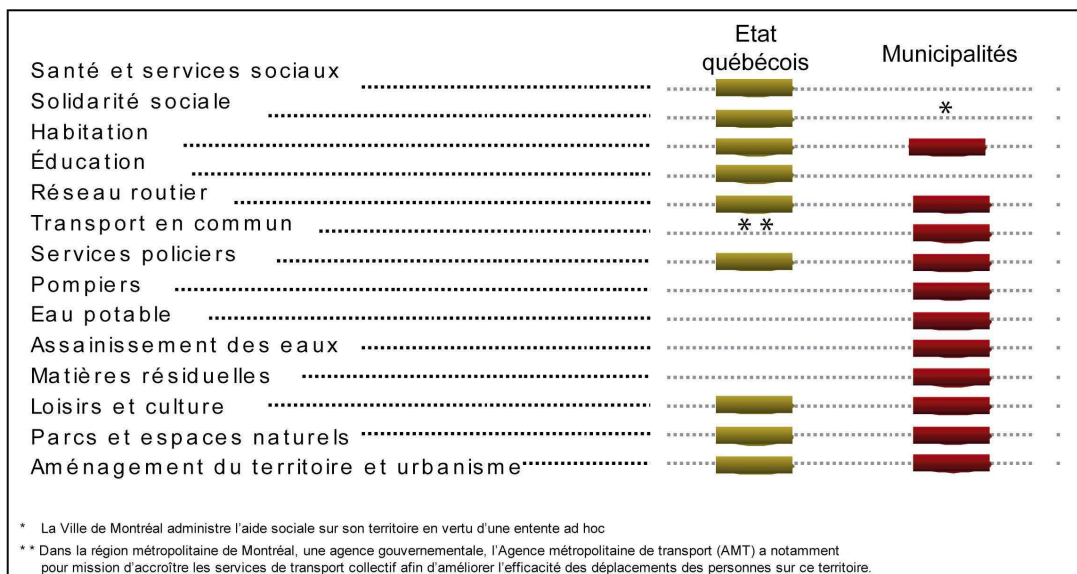 Etat
québécois
Municipalités
Santé et services sociaux
Solidarité sociale
*
Habitation
Éducation
Réseau routier
Transport en commun
* *
Services policiers
Pompiers
Eau potable
Assainissement des eaux
Matières résiduelles
Loisirs et culture
Parcs et espaces naturels
Aménagement du territoire et urbanisme
* La Ville de Montréal administre l'aide sociale sur son territoire en vertu d'une entente ad hoc
* * Dans la région métropolitaine de Montréal, une agence gouvernementale, l'Agence métropolitaine de transport (AMT) a notamment
pour mission d'accroître les services de transport collectif afin d'améliorer l'efficacité des déplacements des personnes sur ce territoire.